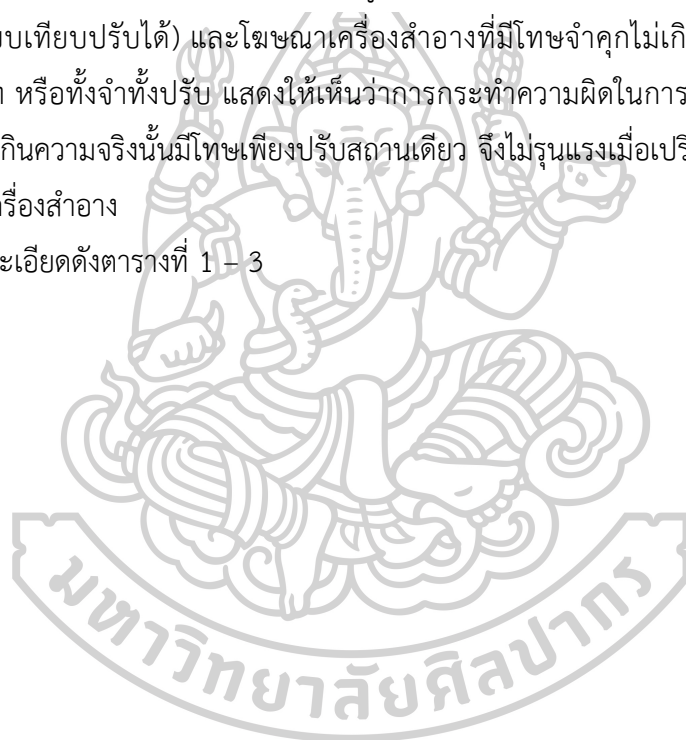 บเทียบปรับได้) และโฆษณาเครื่องสำอางที่มีโทษจำคุกไม่เกิ
หรือทั้งจำทั้งปรับ แสดงให้เห็นว่าการกระทำความผิดในการ
กินความจริงนั้นมีโทษเพียงปรับสถานเดียว จึงไม่รุนแรงเมื่อเปรี
รื่องสำอาง
ะเอียดดังตารางที่ 1 – 3
มหาวิทยาลัยศิลปากร